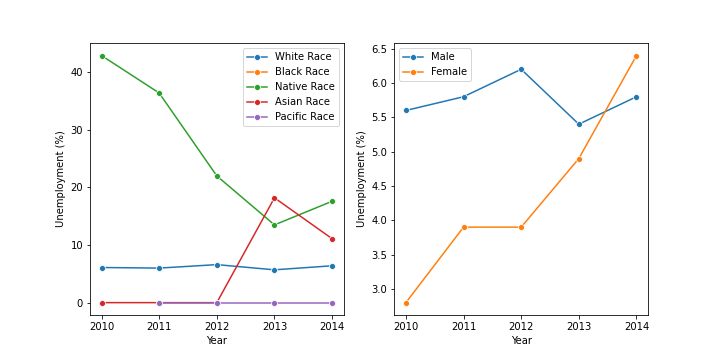 Unemployment (%)
40
30
20
10
0
2010 2011 2012 2013 2014
Year
White Race
Black Race
Native Race
Asian Race
Pacific Race
Unemployment (%)
6.5
6.0
5.5
5.0
4.5
4.0
3.5
3.0
2010 2011 2012 2013 2014
Year
Male
Female